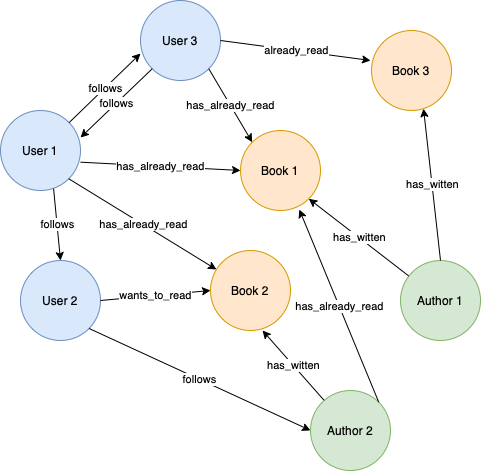 User 3
already_read
Book 3
follows
follows
has_already_read
User 1
has_already_read
Book 1
has_witten
has_already_read
follows
has_witten
User 2
wants_to_read
Book 2
has_already_read
Author 1
has_witten
follows
Author 2